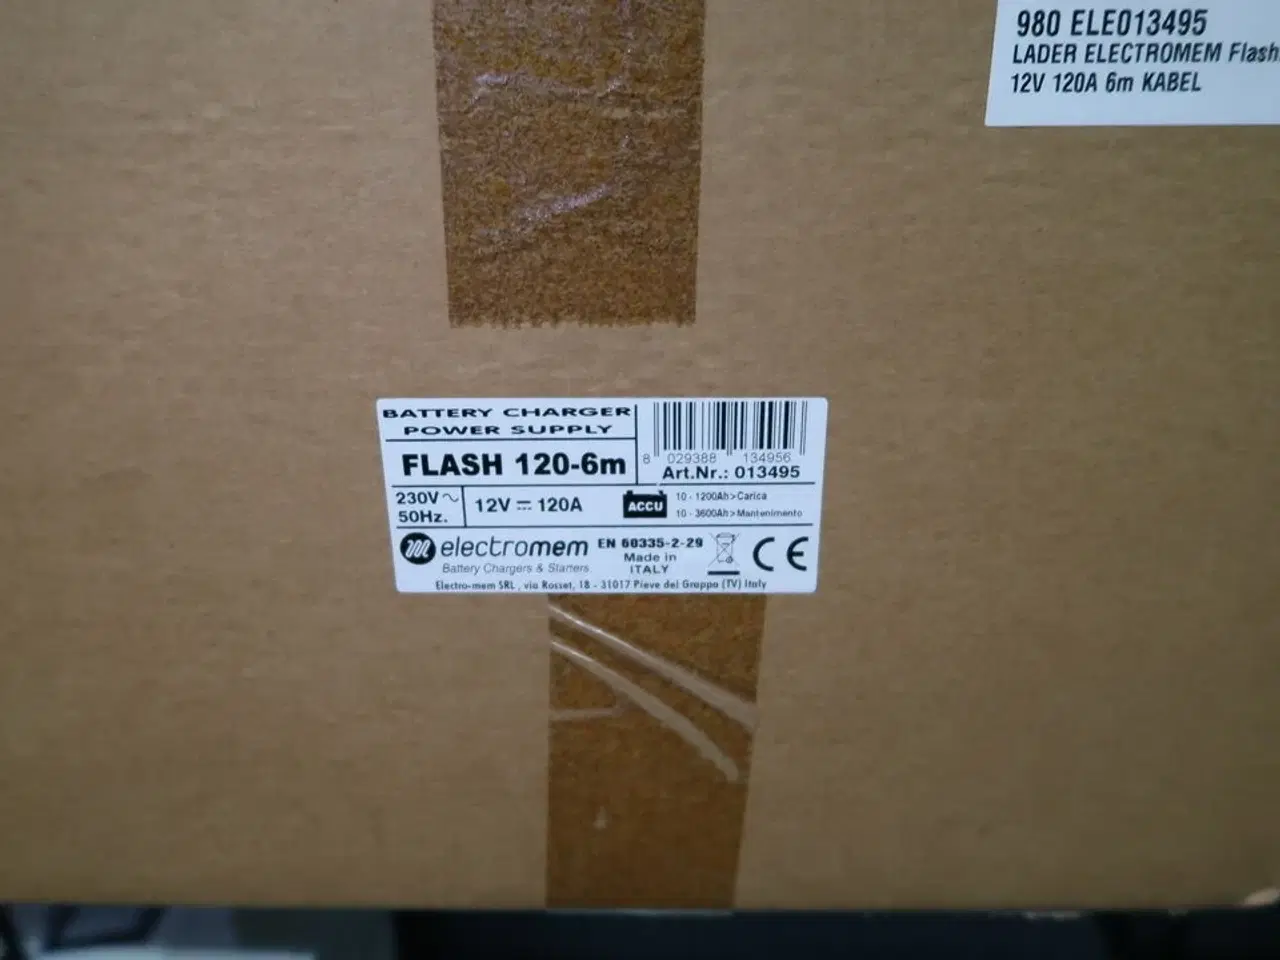 980 ELE013495
LADER ELECTROMEM Flash
12V 120A 6m KABEL
BATTERY CHARGER
POWER SUPPLY
FLASH 120-6m
8 029388 134956
Art.Nr.: 013495
230V~
50Hz.
12V ⎓ 120A
ACCU
10 - 1200Ah>Carica
10 - 3600Ah>Mantenimento
electromem
Battery Chargers & Starters
EN 60335-2-29
Made in
ITALY
CE
Electro-mem SRL , via Rosset, 18 - 31017 Pieve del Grappa (TV) Italy